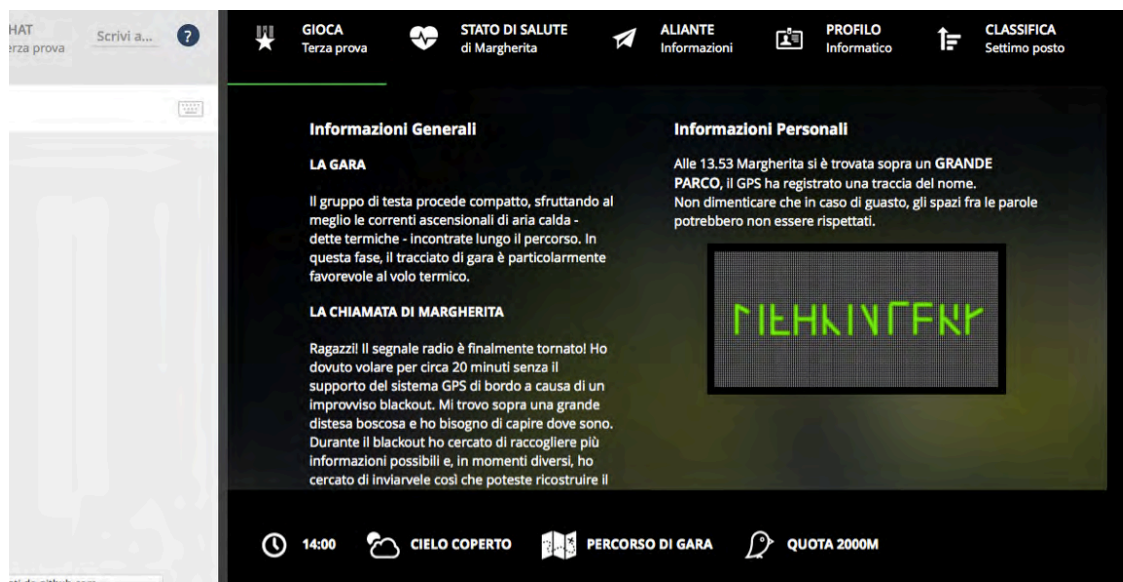 HAT
erza prova
Scrivi a...
?
GIOCA
Terza prova
STATO DI SALUTE
di Margherita
ALIANTE
Informazioni
PROFILO
Informatico
CLASSIFICA
Settimo posto
Informazioni Generali
LA GARA
Il gruppo di testa procede compatto, sfruttando al
meglio le correnti ascensionali di aria calda -
dette termiche - incontrate lungo il percorso. In
questa fase, il tracciato di gara è particolarmente
favorevole al volo termico.
LA CHIAMATA DI MARGHERITA
Ragazzi! Il segnale radio è finalmente tornato! Ho
dovuto volare per circa 20 minuti senza il
supporto del sistema GPS di bordo a causa di un
improvviso blackout. Mi trovo sopra una grande
distesa boscosa e ho bisogno di capire dove sono.
Durante il blackout ho cercato di raccogliere più
informazioni possibili e, in momenti diversi, ho
cercato di inviarvele così che poteste ricostruire il
Informazioni Personali
Alle 13.53 Margherita si è trovata sopra un GRANDE
PARCO, il GPS ha registrato una traccia del nome.
Non dimenticare che in caso di guasto, gli spazi fra le parole
potrebbero non essere rispettati.
14:00
CIELO COPERTO
PERCORSO DI GARA
QUOTA 2000M